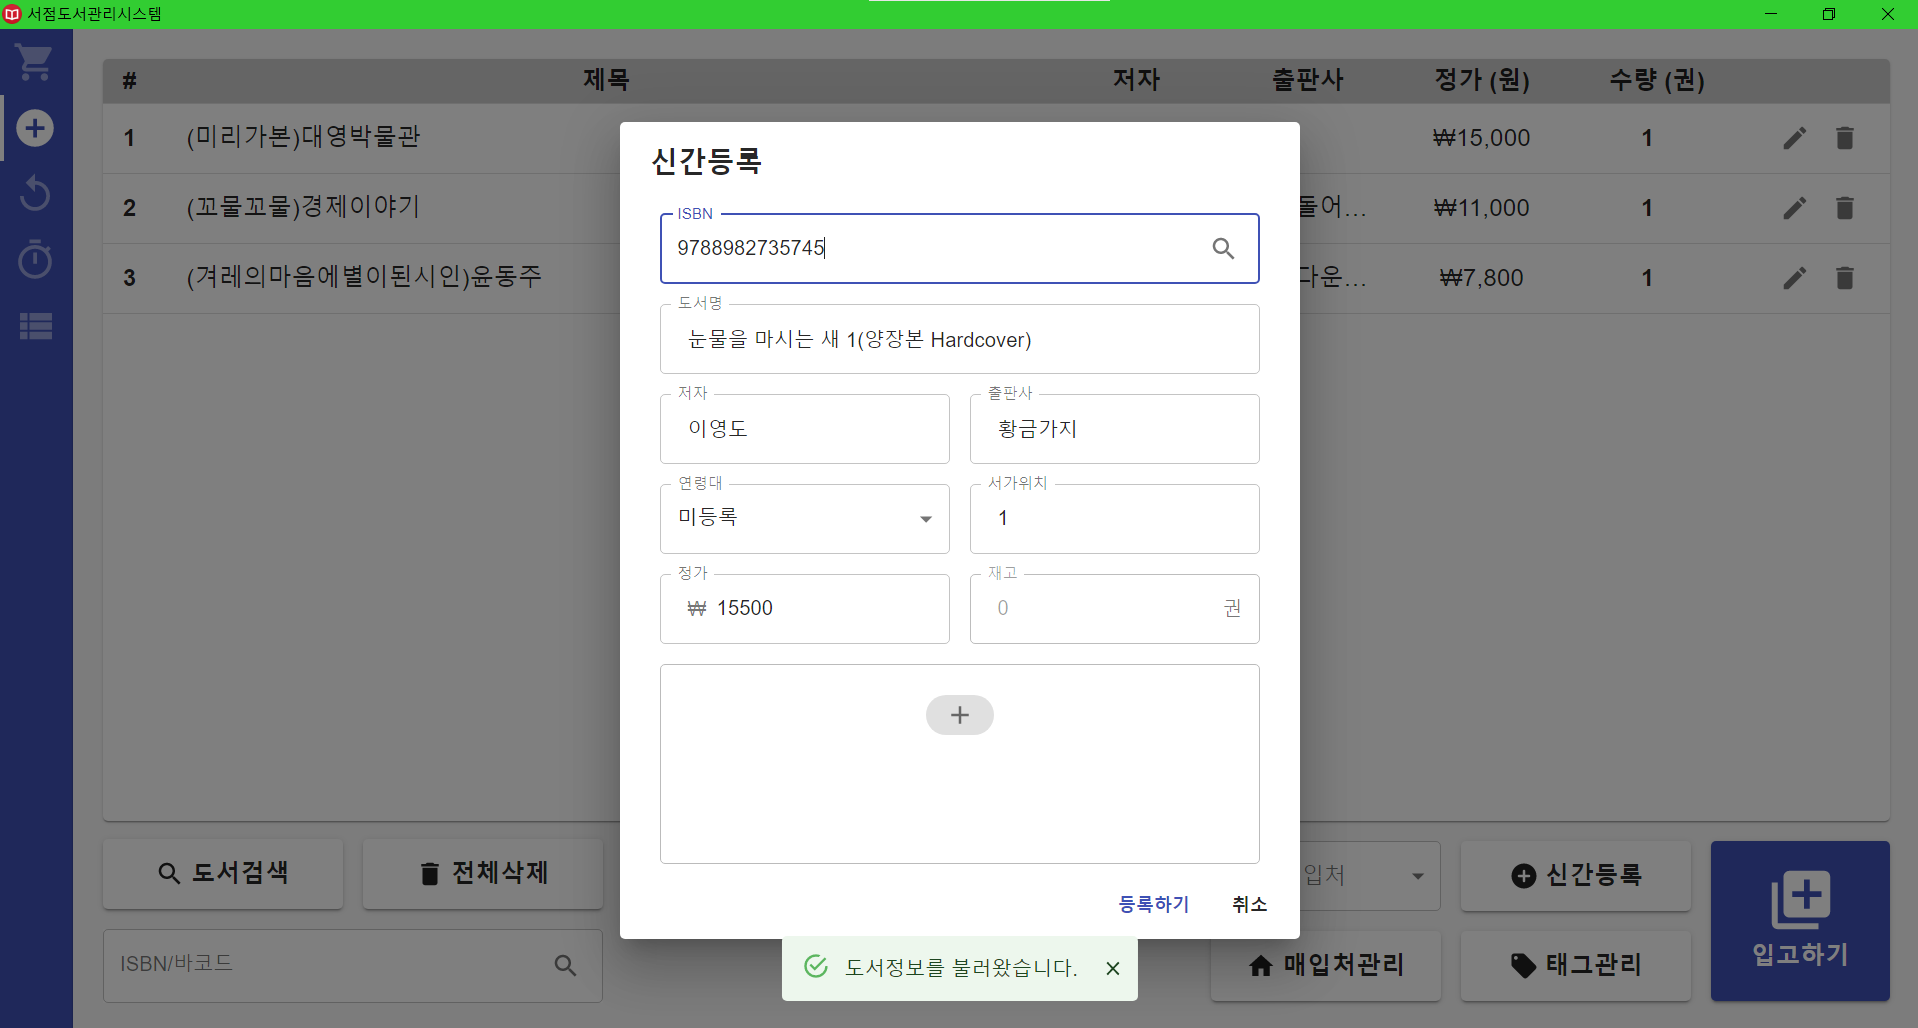 서점도서관리시스템
# 제목 저자 출판사 정가 (원) 수량 (권)
1 (미리가본)대영박물관 ₩15,000 1
2 (꼬물꼬물)경제이야기 돌어... ₩11,000 1
3 (겨레의마음에별이된시인)윤동주 다운... ₩7,800 1
신간등록
ISBN
9788982735745
도서명
눈물을 마시는 새 1(양장본 Hardcover)
저자
이영도
출판사
황금가지
연령대
미등록
서가위치
1
정가
₩ 15500
재고
0 권
등록하기 취소
도서검색 전체삭제 입처 신간등록
입고하기
ISBN/바코드
매입처관리 태그관리
도서정보를 불러왔습니다.